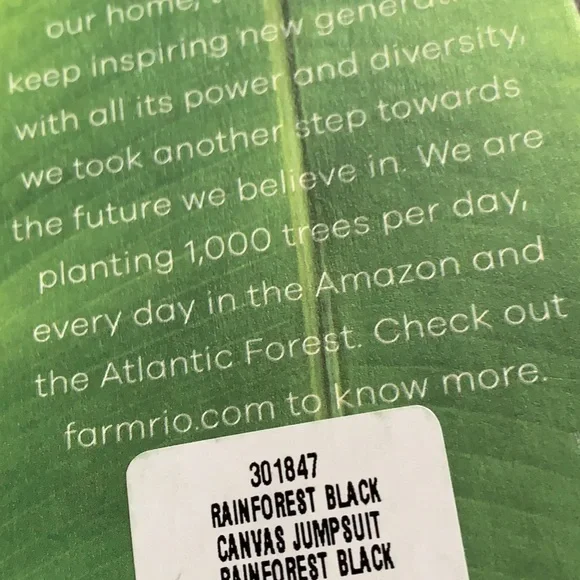 our home,
keep inspiring new
with all its power and diversity,
we took another step towards
the future we believe in. We are
planting 1,000 trees per day,
every day in the Amazon and
the Atlantic Forest. Check out
farmrio.com to know more.
301847
RAINFOREST BLACK
CANVAS JUMPSUIT
RAINFOREST BLACK